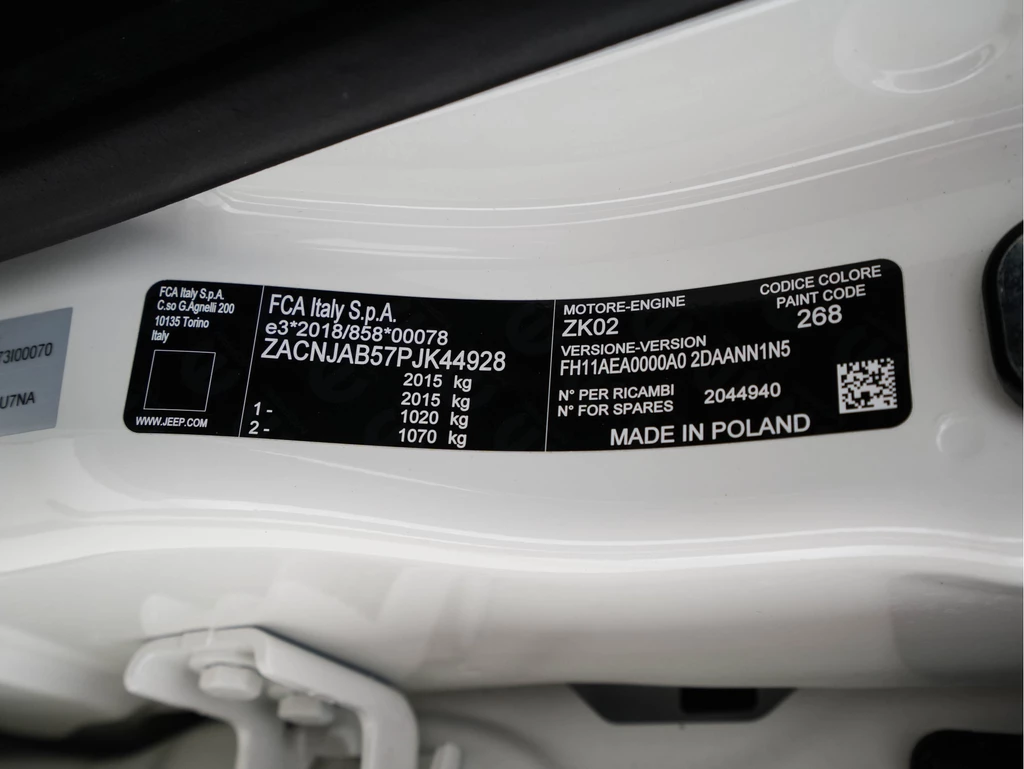 73I00070
U7NA
FCA Italy S.p.A.
C.so G.Agnelli 200
10135 Torino
Italy
WWW.JEEP.COM
FCA Italy S.p.A.
e3*2018/858*00078
ZACNJAB57PJK44928
2015 kg
2015 kg
1 - 1020 kg
2 - 1070 kg
MOTORE-ENGINE
ZK02
VERSIONE-VERSION
FH11AEA0000A0 2DAANN1N5
N° PER RICAMBI
N° FOR SPARES
2044940
MADE IN POLAND
CODICE COLORE
PAINT CODE
268